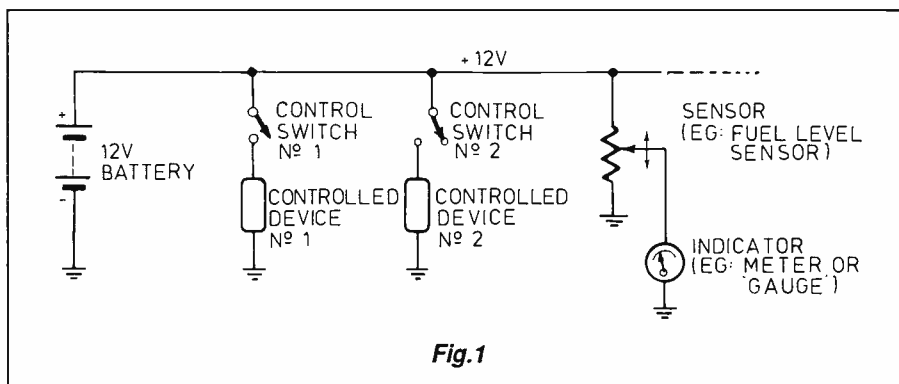 + 12V
+
12V
BATTERY
-
CONTROL
SWITCH
Nº 1
CONTROLLED
DEVICE
Nº 1
CONTROL
SWITCH
Nº 2
CONTROLLED
DEVICE
Nº 2
SENSOR
(EG: FUEL LEVEL
SENSOR)
INDICATOR
(EG: METER OR
'GAUGE')
Fig.1